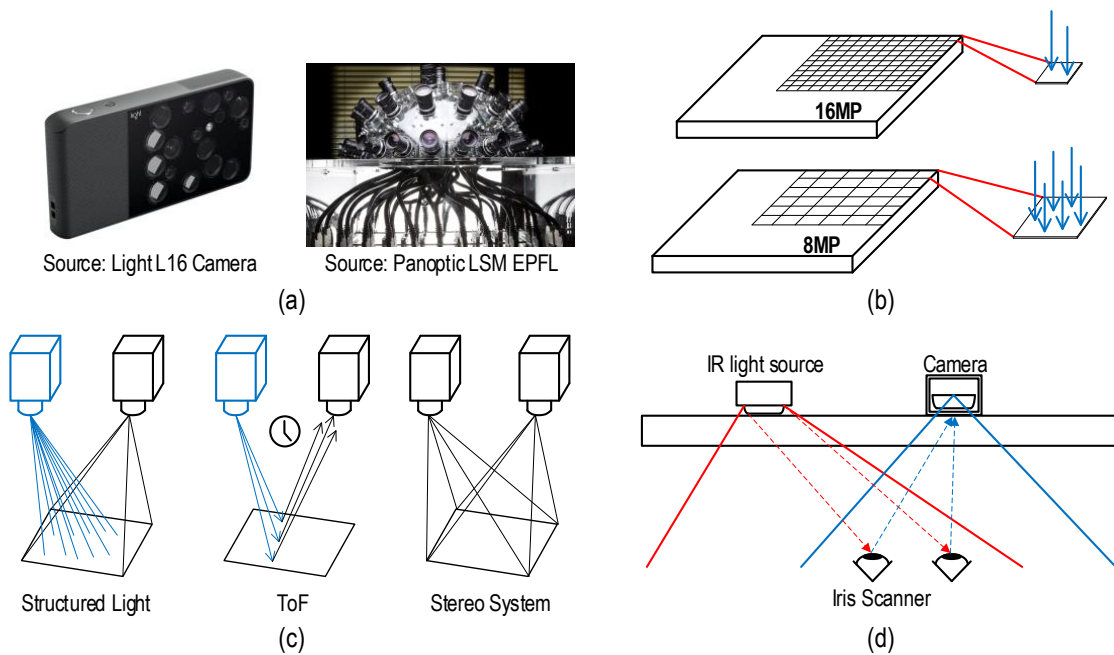 Light
Source: Light L16 Camera
Source: Panoptic LSM EPFL
(a)
16MP
8MP
(b)
Structured Light
ToF
Stereo System
(c)
IR light source
Camera
Iris Scanner
(d)